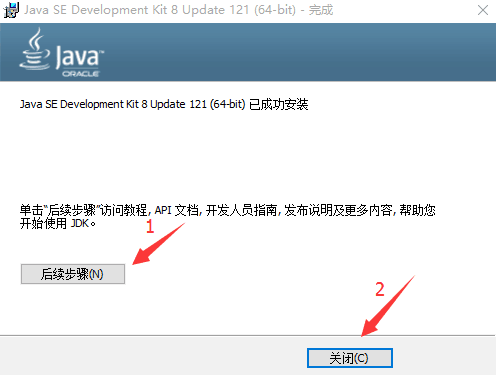 Java SE Development Kit 8 Update 121 (64-bit) - 完成
Java™
ORACLE
Java SE Development Kit 8 Update 121 (64-bit) 已成功安装
单击"后续步骤"访问教程, API 文档, 开发人员指南, 发布说明及更多内容, 帮助您
开始使用 JDK。
1
后续步骤(N)
2
关闭(C)